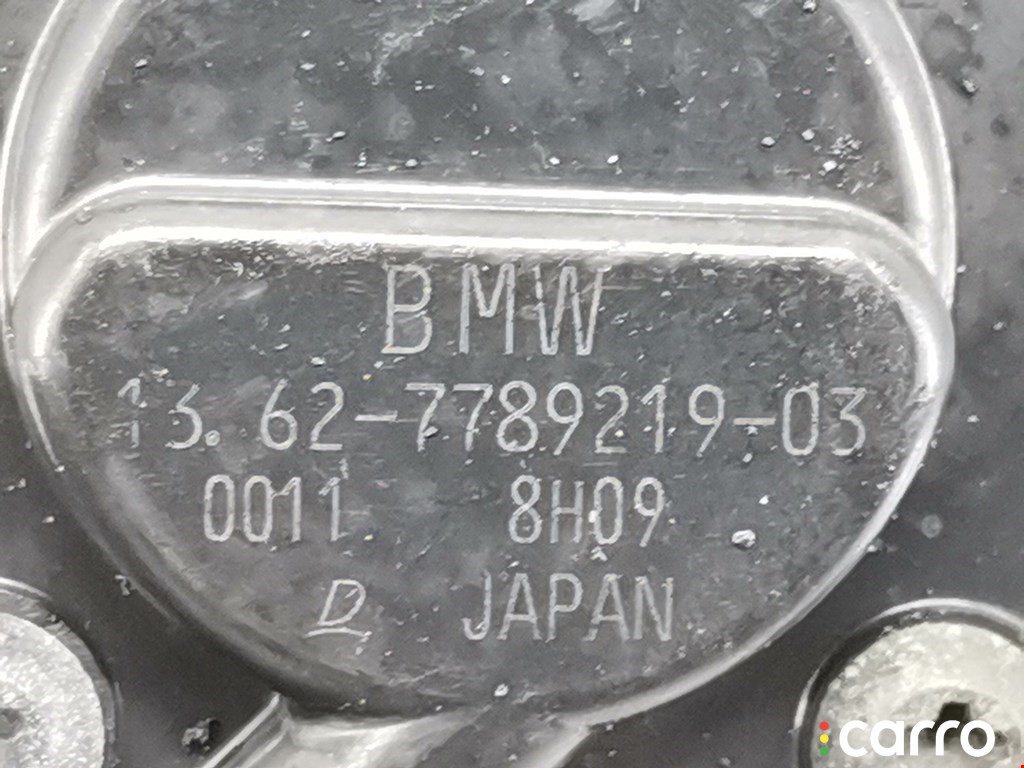 BMW
13.62-7789219-03
0011 8H09
D JAPAN
carro